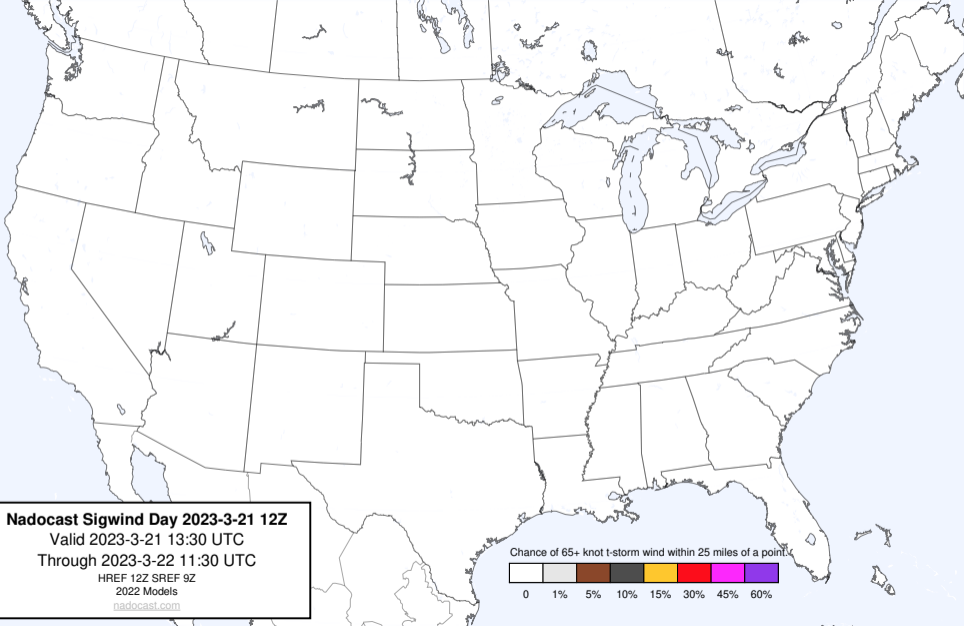 Nadocast Sigwind Day 2023-3-21 12Z
Valid 2023-3-21 13:30 UTC
Through 2023-3-22 11:30 UTC
HREF 12Z SREF 9Z
2022 Models
nadocast.com
Chance of 65+ knot t-storm wind within 25 miles of a point.
0 1% 5% 10% 15% 30% 45% 60%